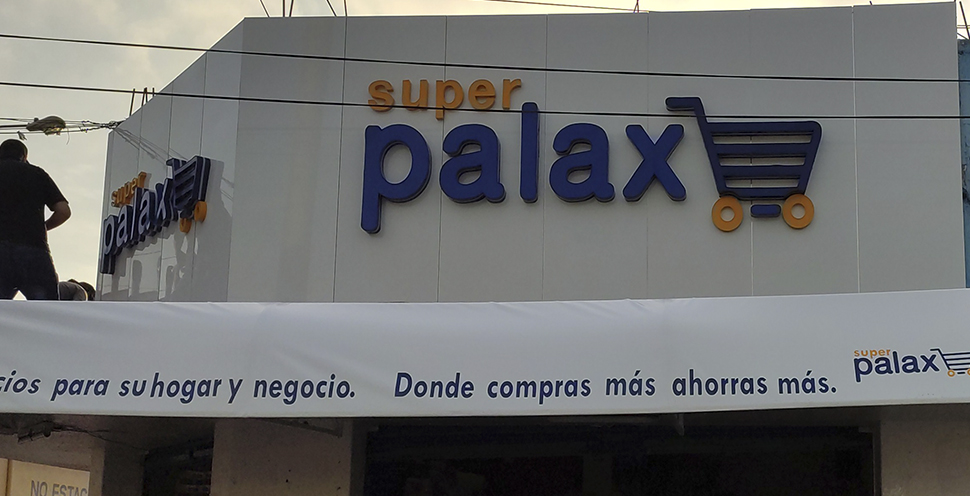 super
palax
super
palax
cios para su hogar y negocio. Donde compras más ahorras más.
super
palax
NO ESTAC